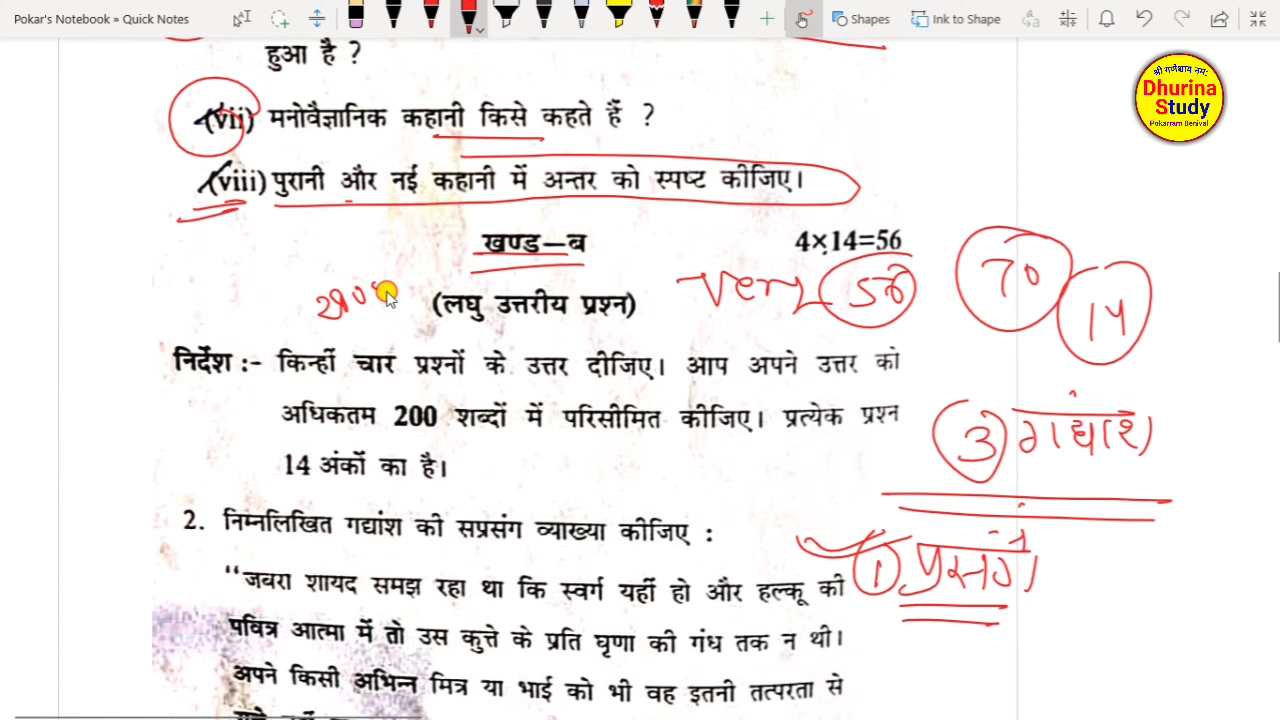 Pokar's Notebook » Quick Notes
Shapes
Ink to Shape
हुआ है ?
श्री गणेशाय नमः
Dhurina
Study
Pokarram Denival
(vii) मनोवैज्ञानिक कहानी किसे कहते हैं ?
(viii) पुरानी और नई कहानी में अन्तर को स्पष्ट कीजिए।
खण्ड–ब 4×14=56
(लघु उत्तरीय प्रश्न)
Very 56 70 14
निर्देश :- किन्हीं चार प्रश्नों के उत्तर दीजिए। आप अपने उत्तर को
अधिकतम 200 शब्दों में परिसीमित कीजिए। प्रत्येक प्रश्न
14 अंकों का है।
3 गद्यांश
2. निम्नलिखित गद्यांश की सप्रसंग व्याख्या कीजिए :
1 प्रसंग
“जबरा शायद समझ रहा था कि स्वर्ग यहीं हो और हल्कू की
पवित्र आत्मा में तो उस कुत्ते के प्रति घृणा की गंध तक न थी।
अपने किसी अभिन्न मित्र या भाई को भी वह इतनी तत्परता से